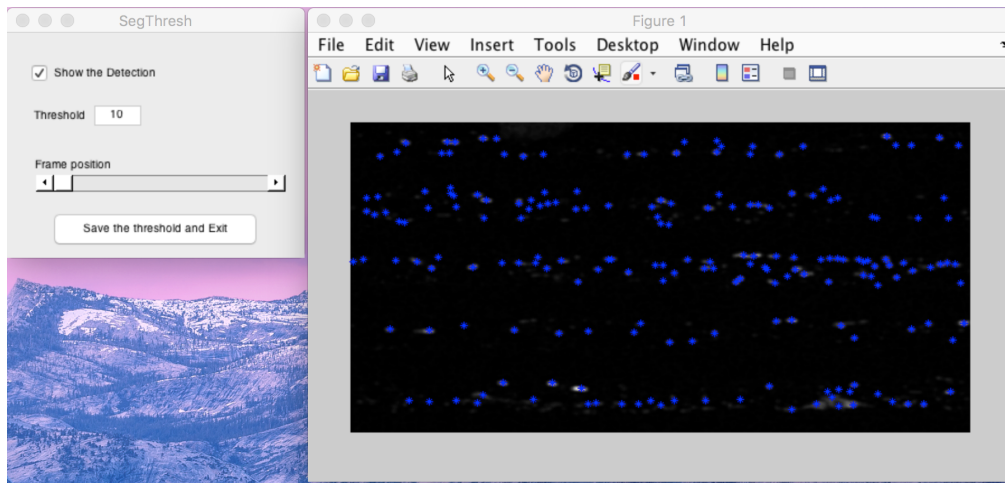 SegThresh
Show the Detection
Threshold 10
Frame position
Save the threshold and Exit
Figure 1
File Edit View Insert Tools Desktop Window Help